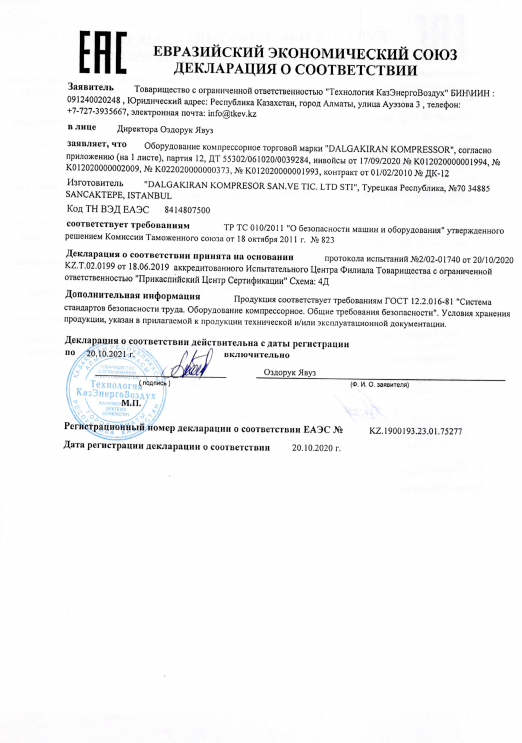 EAC
ЕВРАЗИЙСКИЙ ЭКОНОМИЧЕСКИЙ СОЮЗ
ДЕКЛАРАЦИЯ О СООТВЕТСТВИИ
Заявитель Товарищество с ограниченной ответственностью "Технология КазЭнергоВоздух" БИН\ИИН :
091240020248 , Юридический адрес: Республика Казахстан, город Алматы, улица Ауэзова 3 , телефон:
+7-727-3935667, электронная почта: info@tkev.kz
в лице Директора Оздорук Явуз
заявляет, что Оборудование компрессорное торговой марки "DALGAKIRAN KOMPRESSOR", согласно
приложению (на 1 листе), партия 12, ДТ 55302/061020/0039284, инвойсы от 17/09/2020 № K012020000001994, №
K012020000002009, № K022020000000373, № K012020000001993, контракт от 01/02/2010 № ДК-12
Изготовитель "DALGAKIRAN KOMPRESOR SAN.VE TIC. LTD STI", Турецкая Республика, №70 34885
SANCAKTEPE, ISTANBUL
Код ТН ВЭД ЕАЭС 8414807500
соответствует требованиям ТР ТС 010/2011 "О безопасности машин и оборудования" утвержденного
решением Комиссии Таможенного союза от 18 октября 2011 г. № 823
Декларация о соответствии принята на основании протокола испытаний №2/02-01740 от 20/10/2020
KZ.T.02.0199 от 18.06.2019 аккредитованного Испытательного Центра Филиала Товарищества с ограниченной
ответственностью "Прикаспийский Центр Сертификации" Схема: 4Д
Дополнительная информация Продукция соответствует требованиям ГОСТ 12.2.016-81 "Система
стандартов безопасности труда. Оборудование компрессорное. Общие требования безопасности". Условия хранения
продукции, указан в прилагаемой к продукции технической и/или эксплуатационной документации.
Декларация о соответствии действительна с даты регистрации
по 20.10.2021 г. включительно
Оздорук Явуз
( подпись )
(Ф. И. О. заявителя)
Технология
КазЭнергоВоздух
М.П.
Регистрационный номер декларации о соответствии ЕАЭС № KZ.1900193.23.01.75277
Дата регистрации декларации о соответствии 20.10.2020 г.